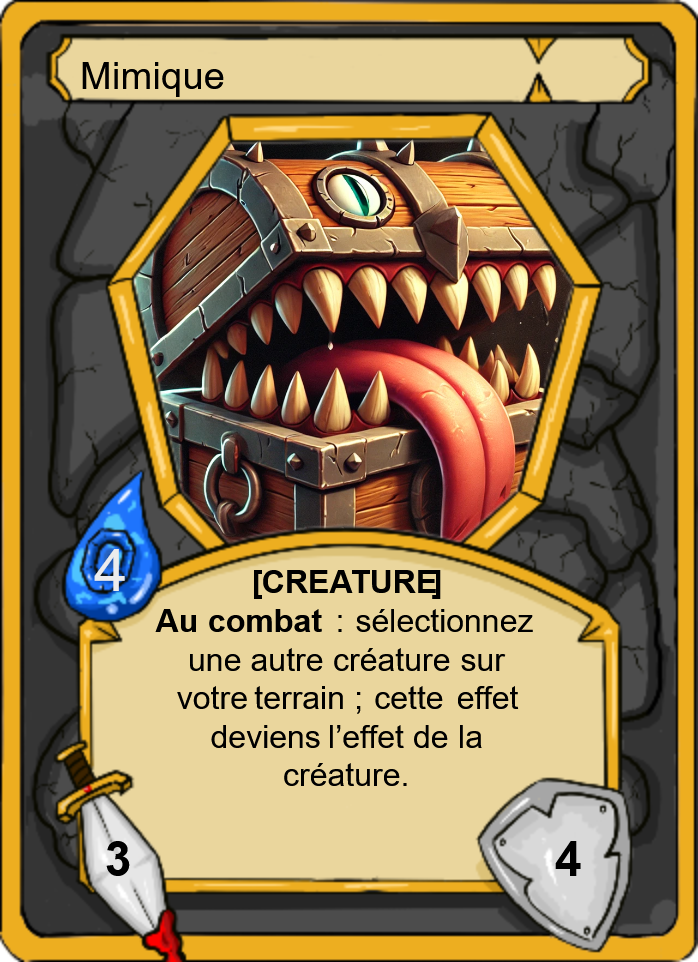 Mimique
4
[CREATURE]
Au combat : sélectionnez
une autre créature sur
votre terrain ; cette effet
deviens l’effet de la
créature.
3
4